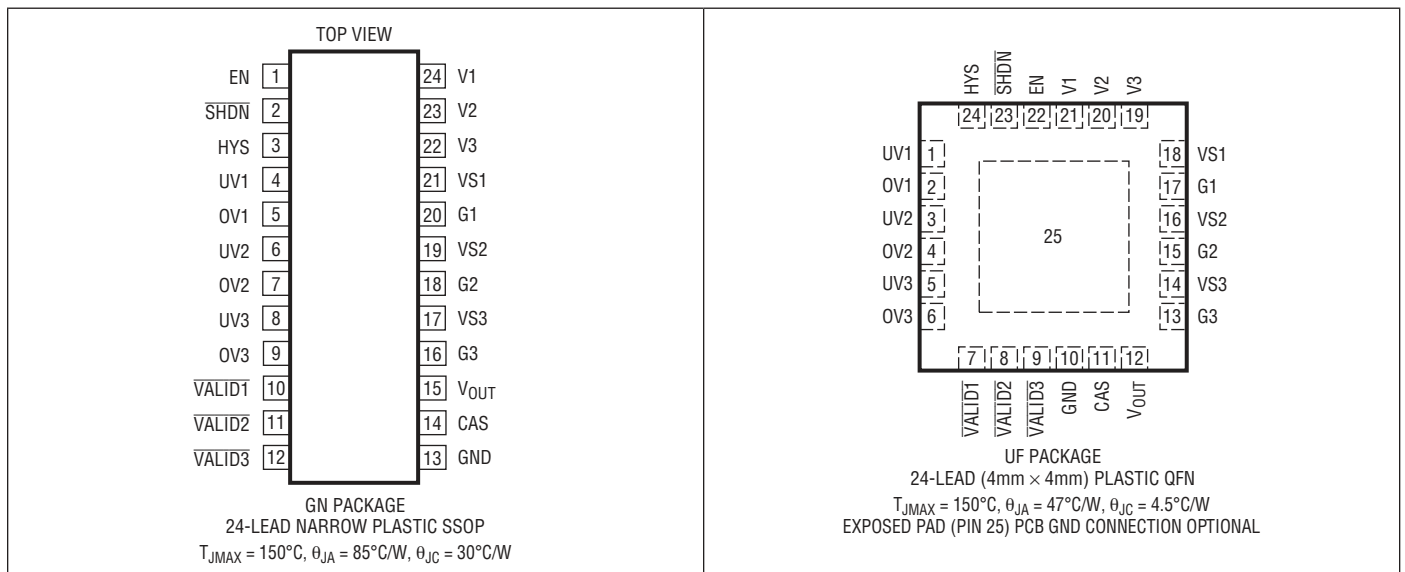 TOP VIEW
EN 1 24 V1
SHDN 2 23 V2
HYS 3 22 V3
UV1 4 21 VS1
OV1 5 20 G1
UV2 6 19 VS2
OV2 7 18 G2
UV3 8 17 VS3
OV3 9 16 G3
VALID1 10 15 VOUT
VALID2 11 14 CAS
VALID3 12 13 GND
GN PACKAGE
24-LEAD NARROW PLASTIC SSOP
TJMAX = 150°C, θJA = 85°C/W, θJC = 30°C/W
HYS SHDN EN V1 V2 V3
24 23 22 21 20 19
UV1 1 18 VS1
OV1 2 17 G1
UV2 3 16 VS2
25
OV2 4 15 G2
UV3 5 14 VS3
OV3 6 13 G3
7 8 9 10 11 12
VALID1 VALID2 VALID3 GND CAS VOUT
UF PACKAGE
24-LEAD (4mm × 4mm) PLASTIC QFN
TJMAX = 150°C, θJA = 47°C/W, θJC = 4.5°C/W
EXPOSED PAD (PIN 25) PCB GND CONNECTION OPTIONAL